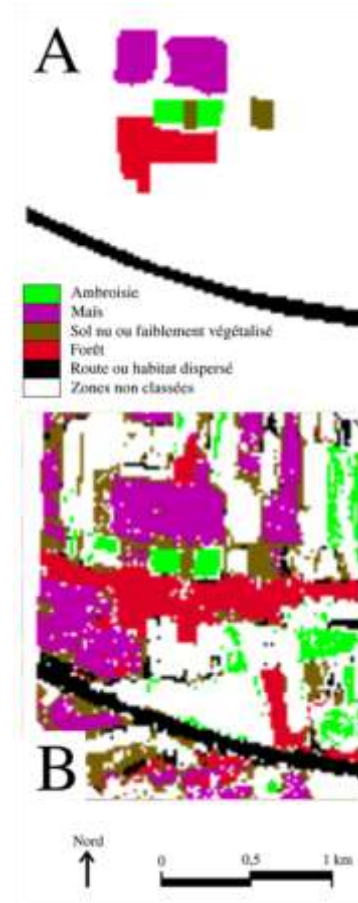 A
Ambroisie
Maïs
Sol nu ou faiblement végétalisé
Forêt
Route ou habitat dispersé
Zones non classées
B
Nord
0 0,5 1 km